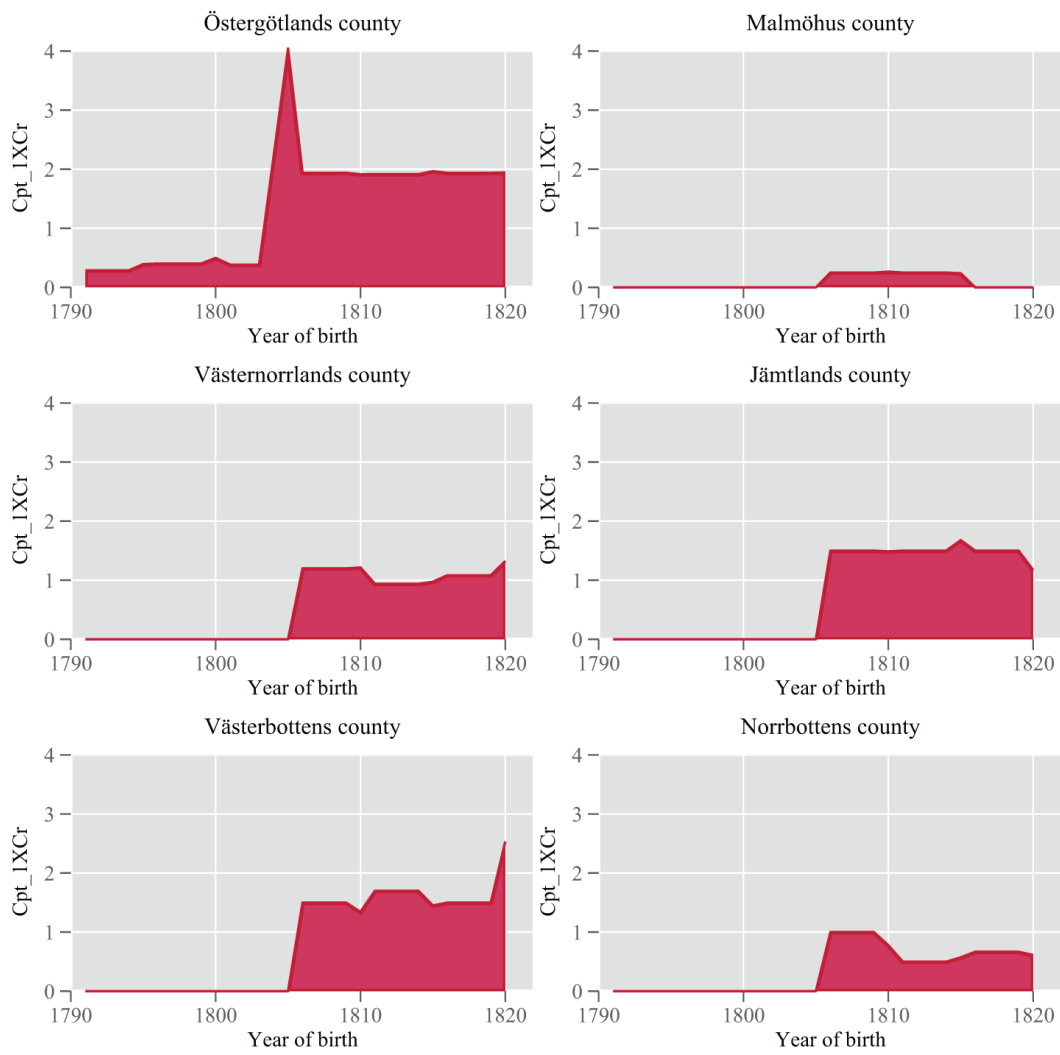 Östergötlands county
Cpt_1XCr
4
3
2
1
0
1790 1800 1810 1820
Year of birth
Malmöhus county
Cpt_1XCr
4
3
2
1
0
1790 1800 1810 1820
Year of birth
Västernorrlands county
Cpt_1XCr
4
3
2
1
0
1790 1800 1810 1820
Year of birth
Jämtlands county
Cpt_1XCr
4
3
2
1
0
1790 1800 1810 1820
Year of birth
Västerbottens county
Cpt_1XCr
4
3
2
1
0
1790 1800 1810 1820
Year of birth
Norrbottens county
Cpt_1XCr
4
3
2
1
0
1790 1800 1810 1820
Year of birth